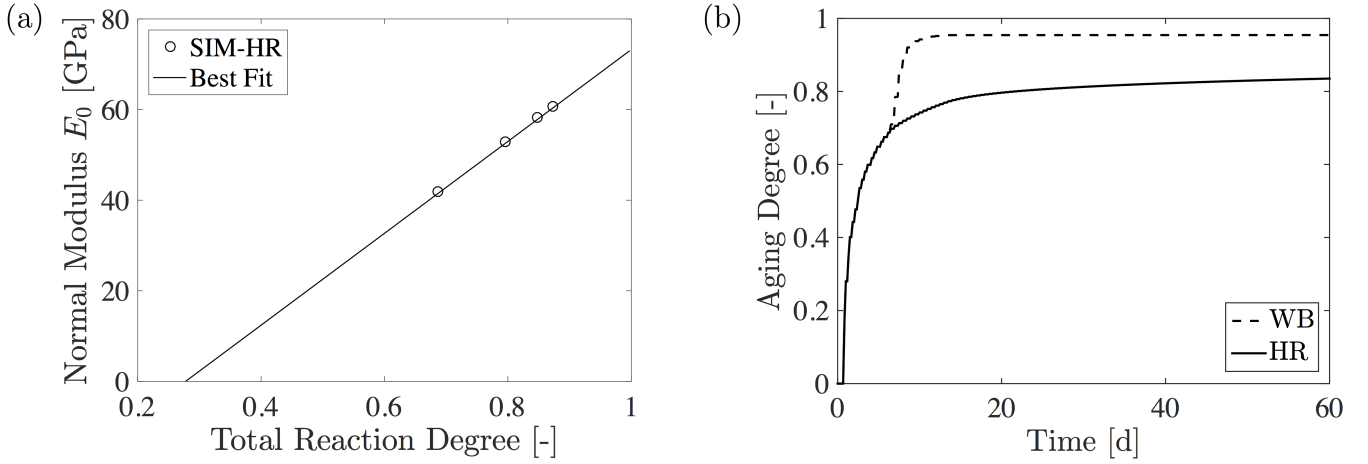 (a)
80
60
40
20
0
Normal Modulus E0 [GPa]
SIM-HR
Best Fit
0.2 0.4 0.6 0.8 1
Total Reaction Degree [-]
(b)
1
0.8
0.6
0.4
0.2
0
Aging Degree [-]
WB
HR
0 20 40 60
Time [d]